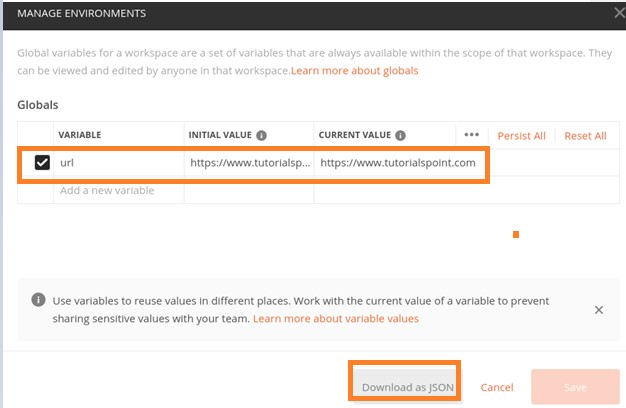 MANAGE ENVIRONMENTS
Global variables for a workspace are a set of variables that are always available within the scope of that workspace. They
can be viewed and edited by anyone in that workspace.Learn more about globals
Globals
VARIABLE INITIAL VALUE CURRENT VALUE ••• Persist All Reset All
url https://www.tutorialsp... https://www.tutorialspoint.com
Add a new variable
Use variables to reuse values in different places. Work with the current value of a variable to prevent
sharing sensitive values with your team. Learn more about variable values
Download as JSON Cancel Save